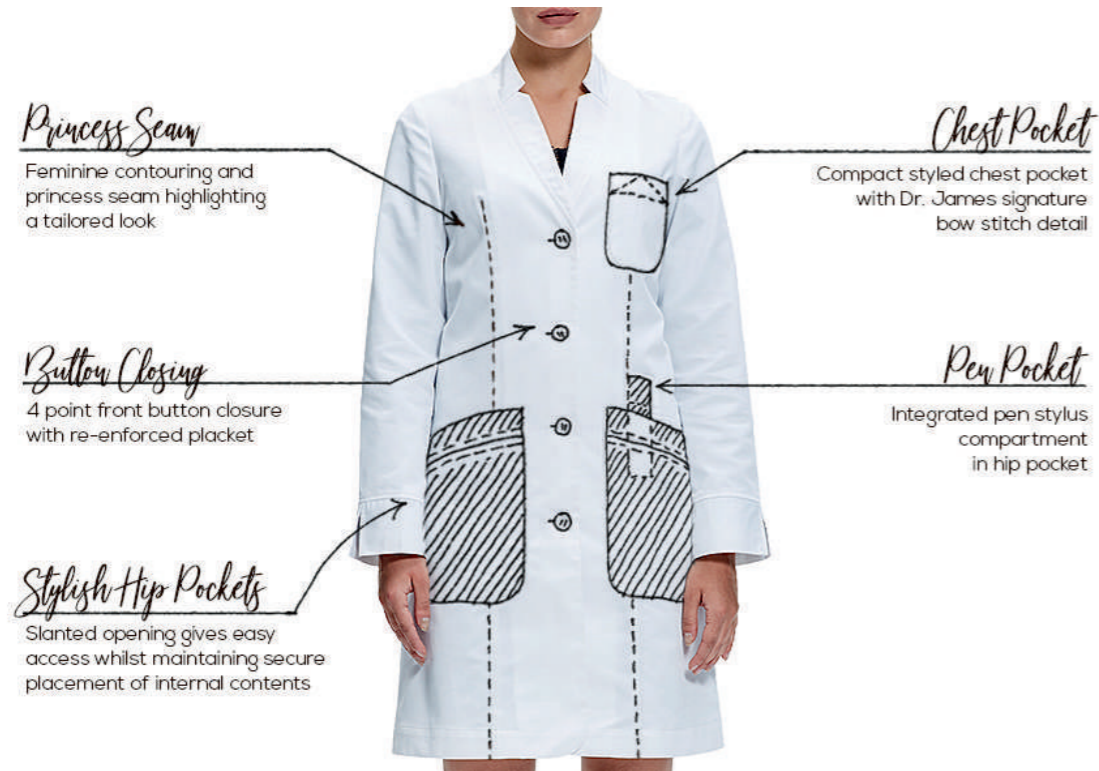 Princess Seam
Feminine contouring and
princess seam highlighting
a tailored look
Button Closing
4 point front button closure
with re-enforced placket
Stylish Hip Pockets
Slanted opening gives easy
access whilst maintaining secure
placement of internal contents
Chest Pocket
Compact styled chest pocket
with Dr. James signature
bow stitch detail
Pen Pocket
Integrated pen stylus
compartment
in hip pocket